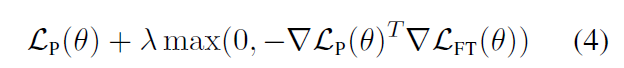 ℒ_P(θ) + λ max(0, −∇ℒ_P(θ)^T ∇ℒ_FT(θ)) (4)